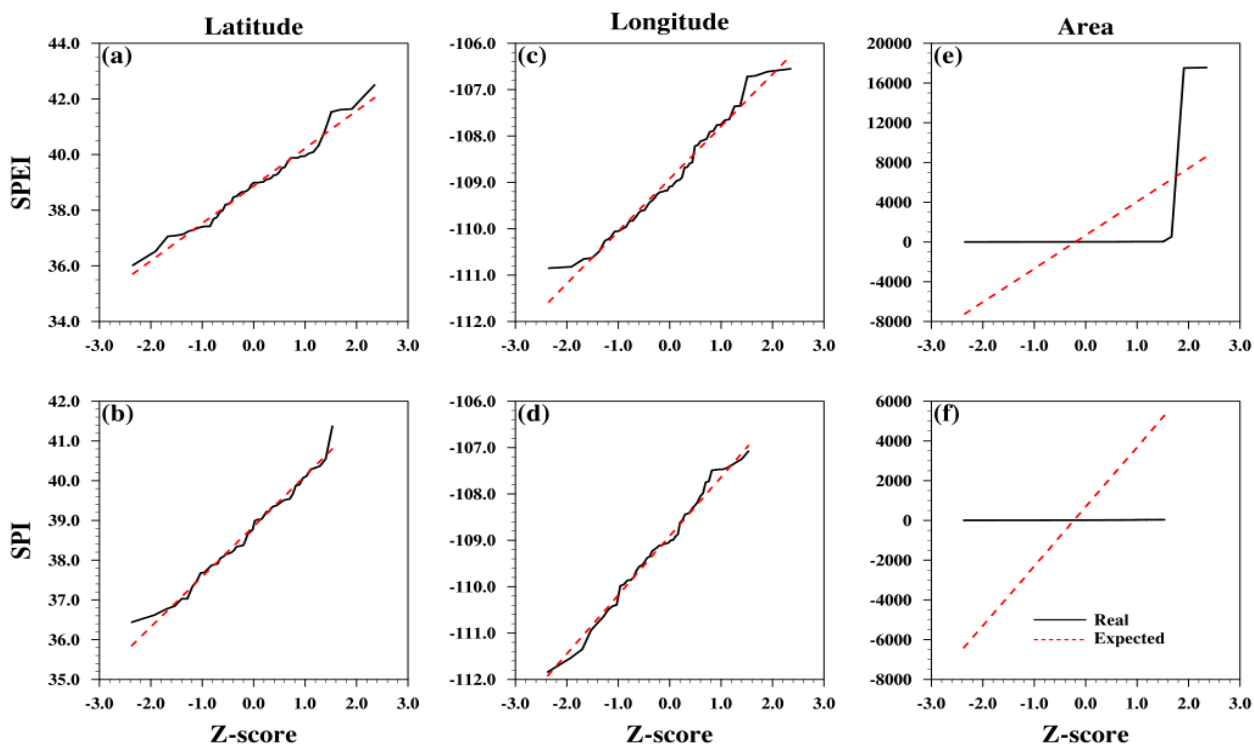 Latitude Longitude Area
44.0 (a) -106.0 (c) 20000 (e)
42.0 -107.0 16000
40.0 -108.0 12000
-109.0 8000
SPEI
38.0 -110.0 4000
36.0 -111.0 0
-4000
34.0 -112.0 -8000
-3.0 -2.0 -1.0 0.0 1.0 2.0 3.0 -3.0 -2.0 -1.0 0.0 1.0 2.0 3.0 -3.0 -2.0 -1.0 0.0 1.0 2.0 3.0
42.0 (b) -106.0 (d) 6000 (f)
41.0 -107.0 4000
40.0 -108.0 2000
39.0 -109.0 0
SPI
38.0 -110.0 -2000
37.0 -111.0 -4000
36.0 -6000
35.0 -112.0 -8000
Real
Expected
-3.0 -2.0 -1.0 0.0 1.0 2.0 3.0 -3.0 -2.0 -1.0 0.0 1.0 2.0 3.0 -3.0 -2.0 -1.0 0.0 1.0 2.0 3.0
Z-score Z-score Z-score